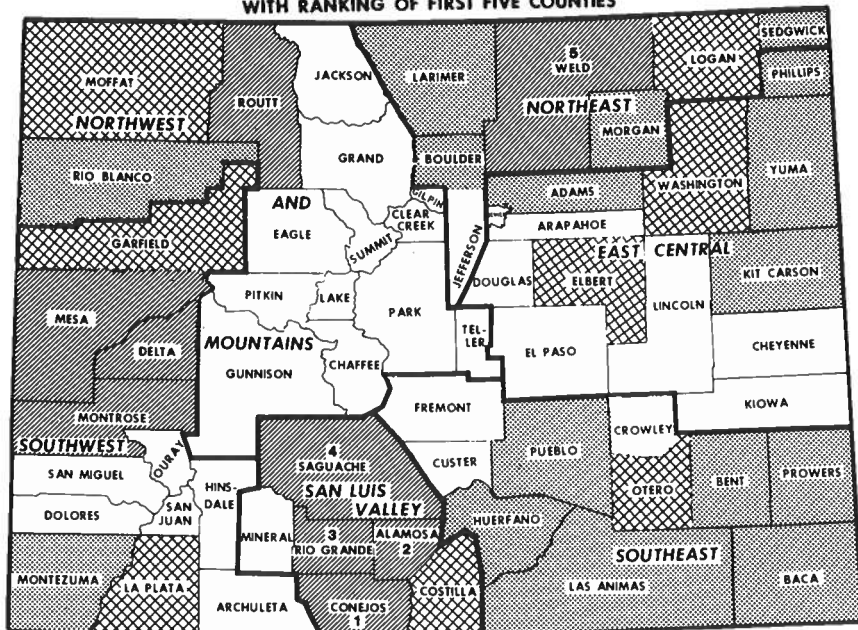 WITH RANKING OF FIRST FIVE COUNTIES
SEDGWICK
LOGAN
PHILLIPS
5
WELD
LARIMER
JACKSON
MOFFAT
ROUTT
NORTHEAST
MORGAN
NORTHWEST
GRAND
BOULDER
RIO BLANCO
YUMA
WASHINGTON
ADAMS
GILPIN
CLEAR
CREEK
AND
EAGLE
ARAPAHOE
GARFIELD
SUMMIT
JEFFERSON
EAST CENTRAL
DOUGLAS
ELBERT
KIT CARSON
PITKIN
LAKE
LINCOLN
MESA
PARK
TEL-
LER
DELTA
MOUNTAINS
EL PASO
CHEYENNE
GUNNISON
CHAFFEE
KIOWA
MONTROSE
FREMONT
CROWLEY
SOUTHWEST
OURAY
4
SAGUACHE
PUEBLO
CUSTER
SAN MIGUEL
HINS-
DALE
SAN LUIS
VALLEY
OTERO
BENT
PROWERS
SAN
JUAN
DOLORES
HUERFANO
MINERAL
3
RIO GRANDE
ALAMOSA
2
SOUTHEAST
MONTEZUMA
LA PLATA
COSTILLA
LAS ANIMAS
BACA
ARCHULETA
CONEJOS
1